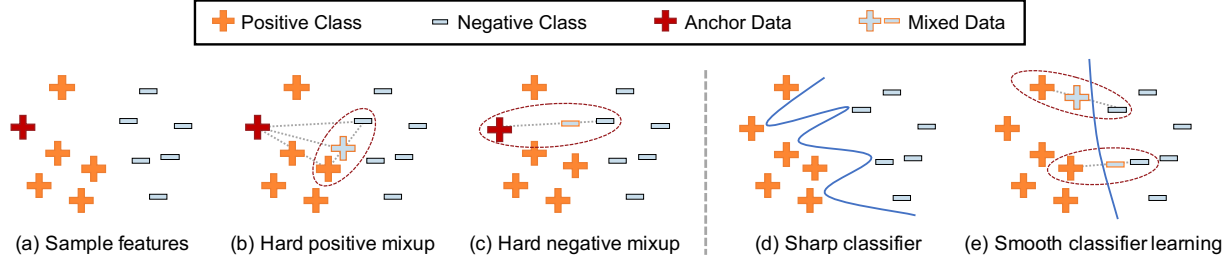 Positive Class Negative Class Anchor Data Mixed Data
(a) Sample features (b) Hard positive mixup (c) Hard negative mixup (d) Sharp classifier (e) Smooth classifier learning